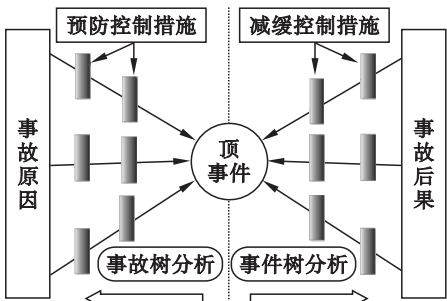 预防控制措施
减缓控制措施
事故原因
顶
事件
事故后果
事故树分析
事件树分析